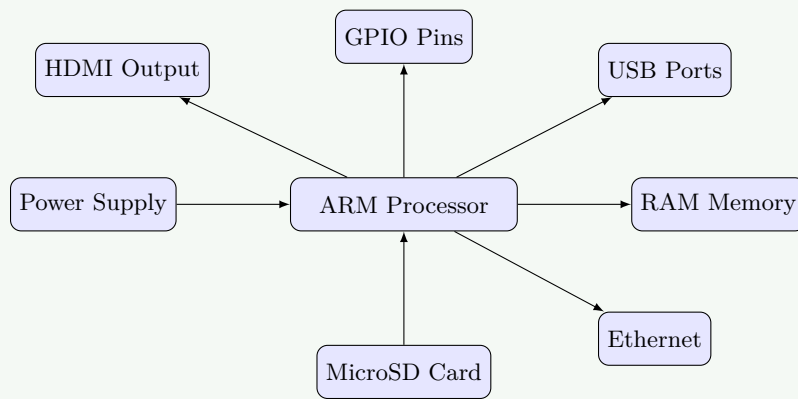 GPIO Pins
HDMI Output
USB Ports
Power Supply
ARM Processor
RAM Memory
Ethernet
MicroSD Card